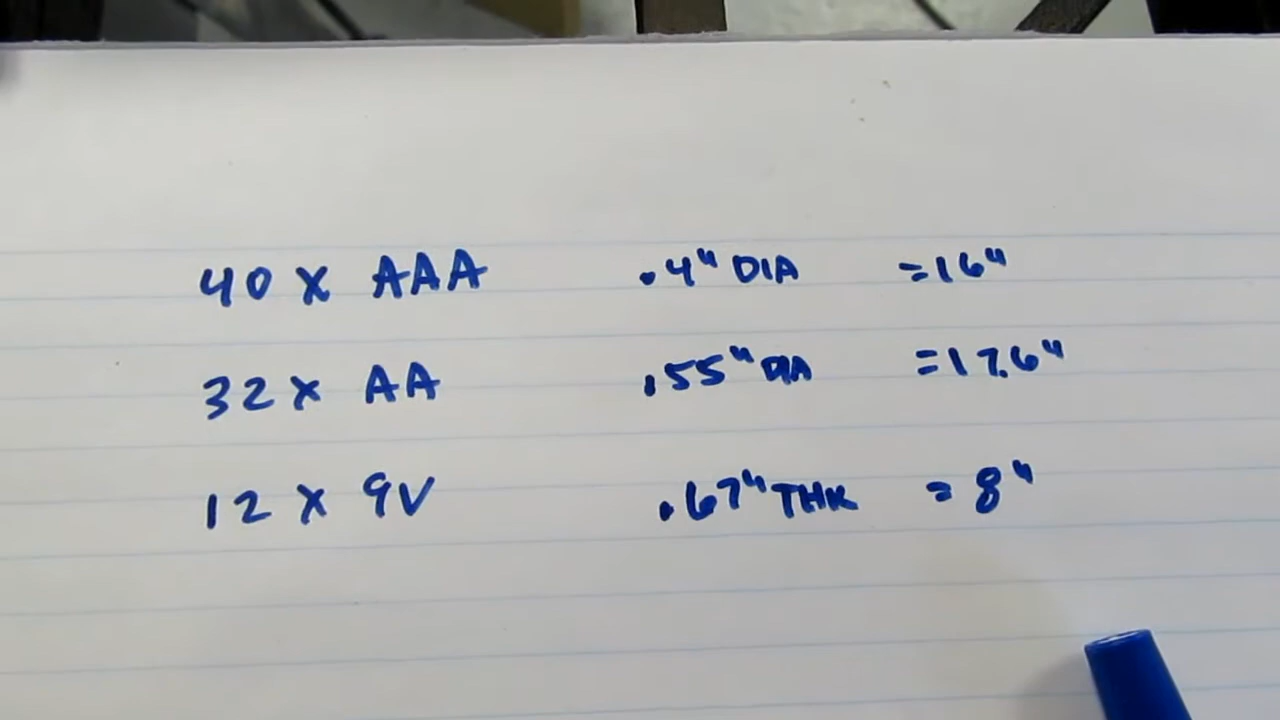 40 X AAA .4" DIA =16"
32 X AA .55" DIA =17.6"
12 X 9V .67" THK = 8"